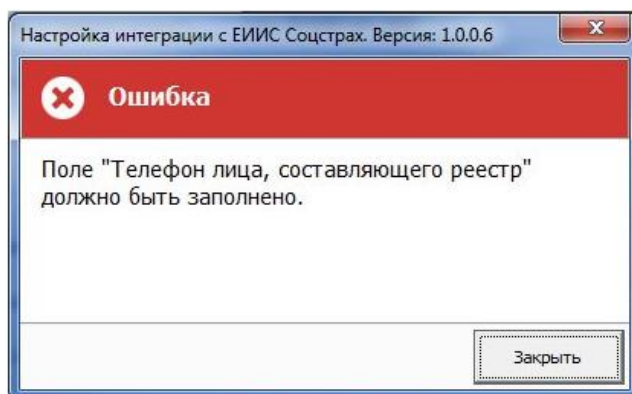 Настройка интеграции с ЕИИС Соцстрах. Версия: 1.0.0.6
Ошибка
Поле "Телефон лица, составляющего реестр"
должно быть заполнено.
Закрыть